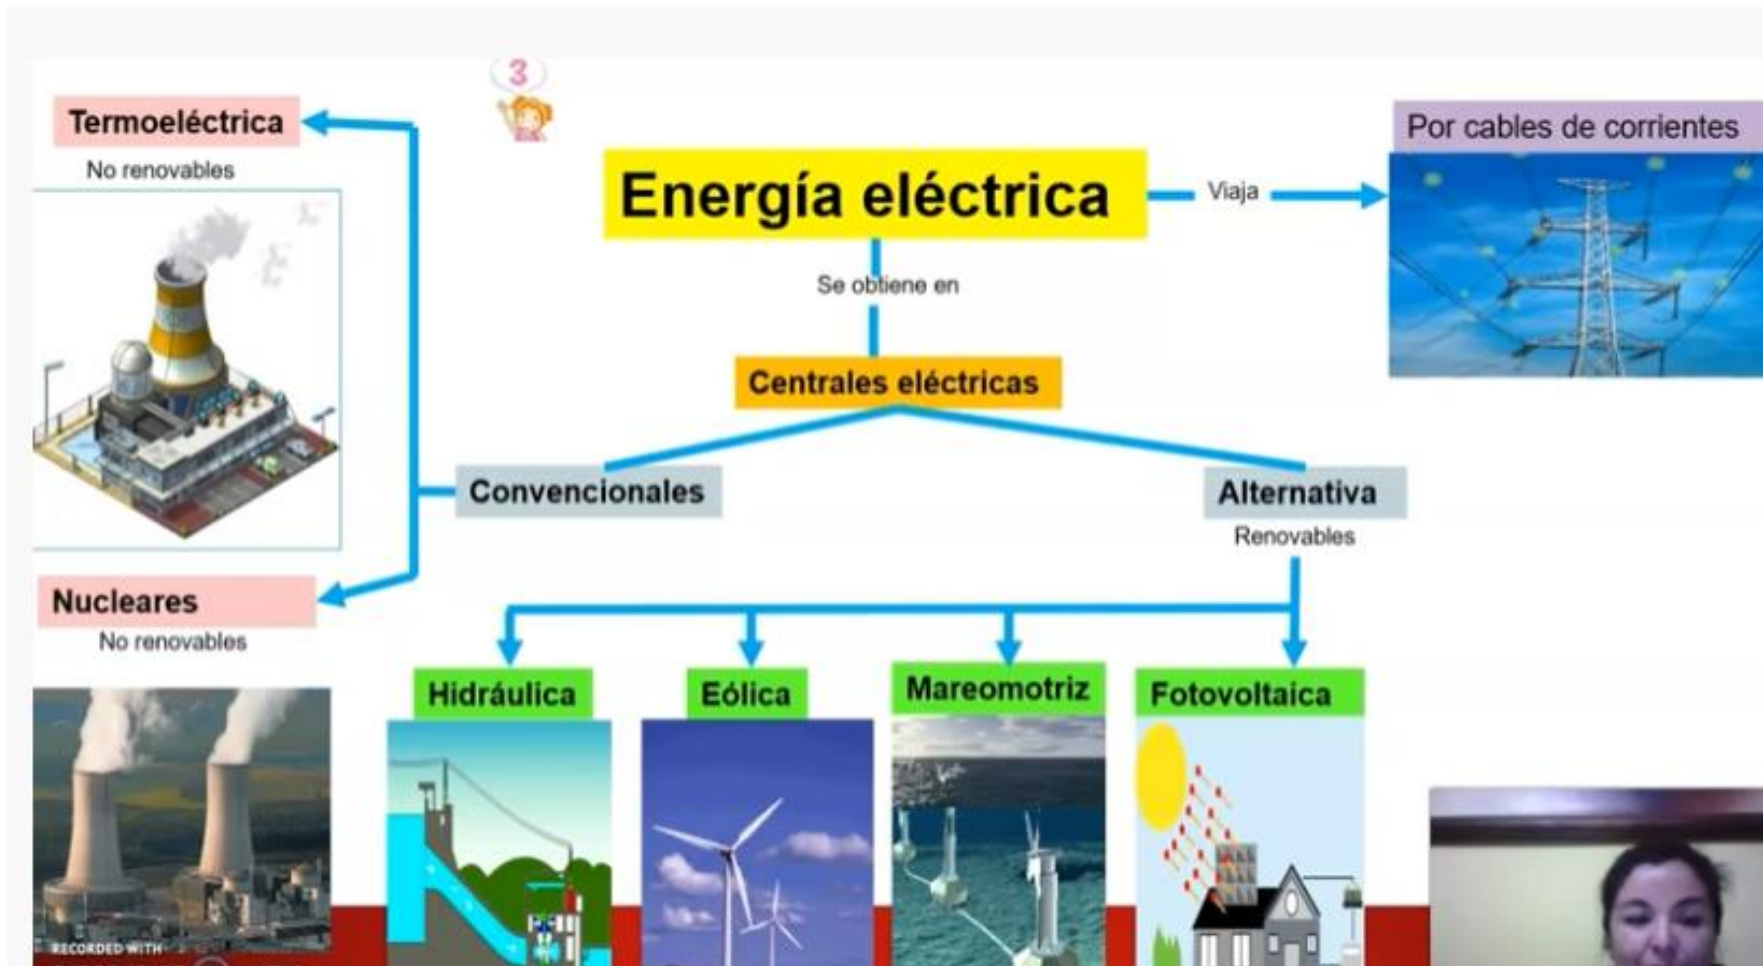 3
Termoeléctrica
No renovables
Energía eléctrica
Viaja
Por cables de corrientes
Se obtiene en
Centrales eléctricas
Convencionales
Alternativa
Renovables
Nucleares
No renovables
Hidráulica
Eólica
Mareomotriz
Fotovoltaica
RECORDED WITH